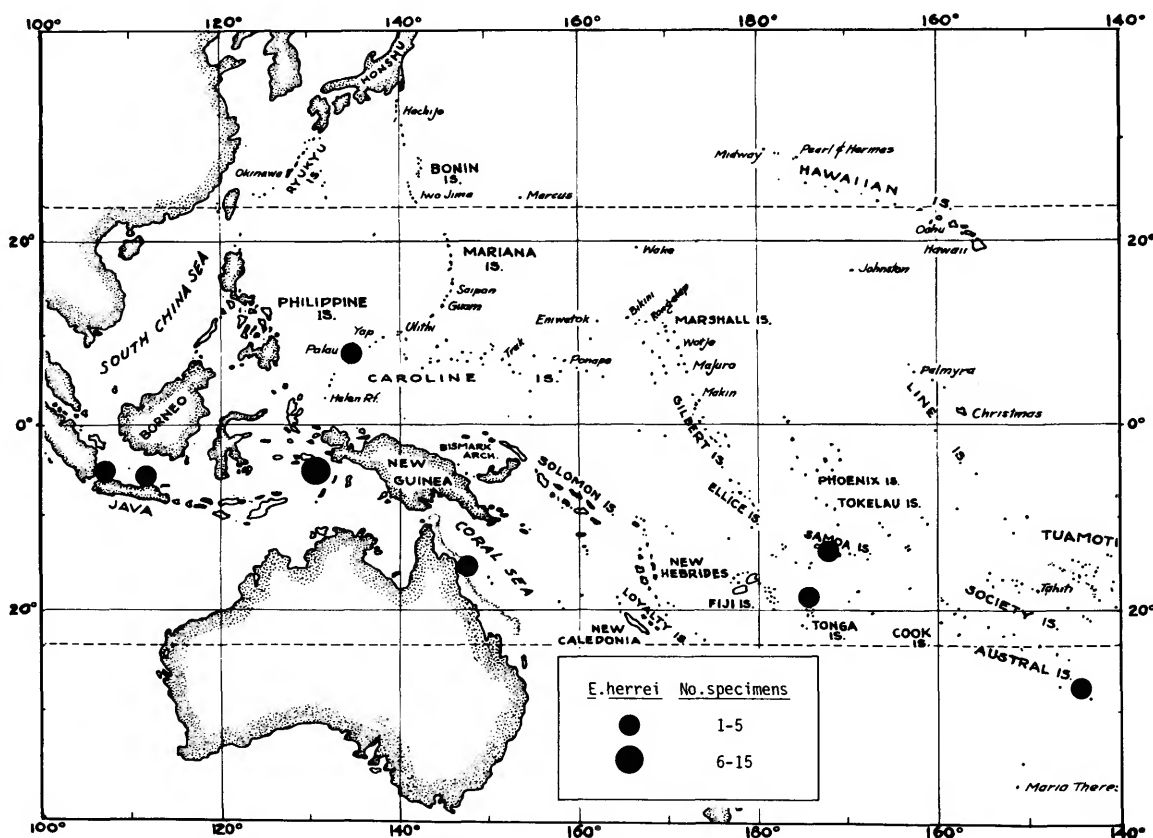 100° 120° 140° 160° 180° 160° 140°
40°
HONSHU
Hachijo
Okinawa
RYUKYU
IS.
BONIN
IS.
Iwo Jima
Marcus
Midway
Pearl & Hermes
HAWAIIAN
IS.
Oahu
Hawaii
20°
20°
MARIANA
IS.
Wake
Johnston
SOUTH CHINA SEA
Saipan
Guam
PHILIPPINE
IS.
Yap
Ulithi
Eniwetok
Bikini
Rongelap
MARSHALL IS.
Wotje
Palau
Truk
Ponape
Majuro
CAROLINE IS.
Palmyra
Helen Rf.
Makin
LINE
IS.
Christmas
BORNEO
0°
0°
GILBERT IS.
BISMARK
ARCH.
NEW
GUINEA
SOLOMON IS.
PHOENIX IS.
JAVA
ELLICE IS.
TOKELAU IS.
CORAL SEA
SAMOA IS.
TUAMOTI
NEW
HEBRIDES
FIJI IS.
Tahiti
SOCIETY
IS.
20°
20°
LOYALTY
IS.
NEW
CALEDONIA
TONGA
IS.
COOK
IS.
AUSTRAL IS.
E.herrei No.specimens
1-5
6-15
Maria Theres
100° 120° 140° 160° 180° 160° 140°
40°